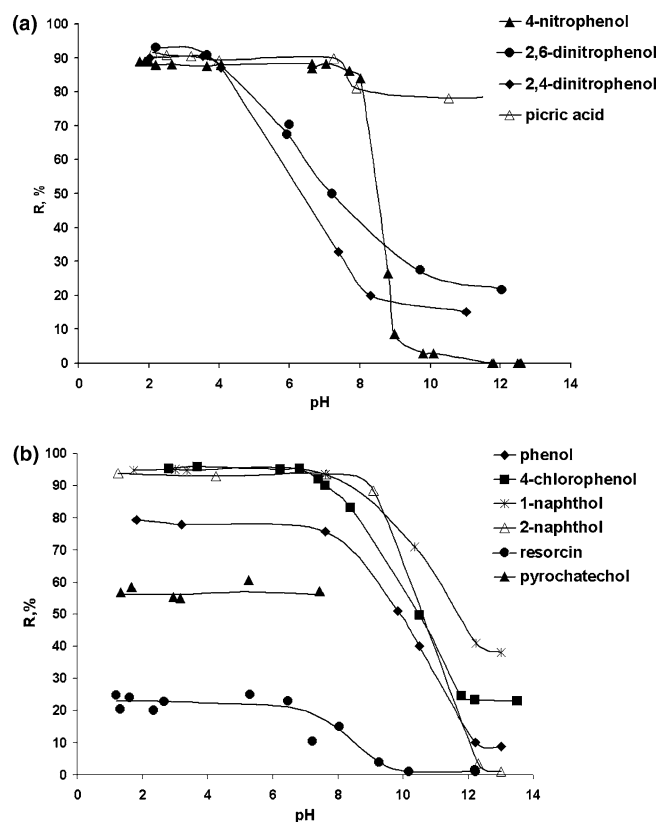 (a)
4-nitrophenol
2,6-dinitrophenol
2,4-dinitrophenol
picric acid
R, %
100
90
80
70
60
50
40
30
20
10
0
0 2 4 6 8 10 12 14
pH
(b)
phenol
4-chlorophenol
1-naphthol
2-naphthol
resorcin
pyrochatechol
R,%
100
90
80
70
60
50
40
30
20
10
0
0 2 4 6 8 10 12 14
pH